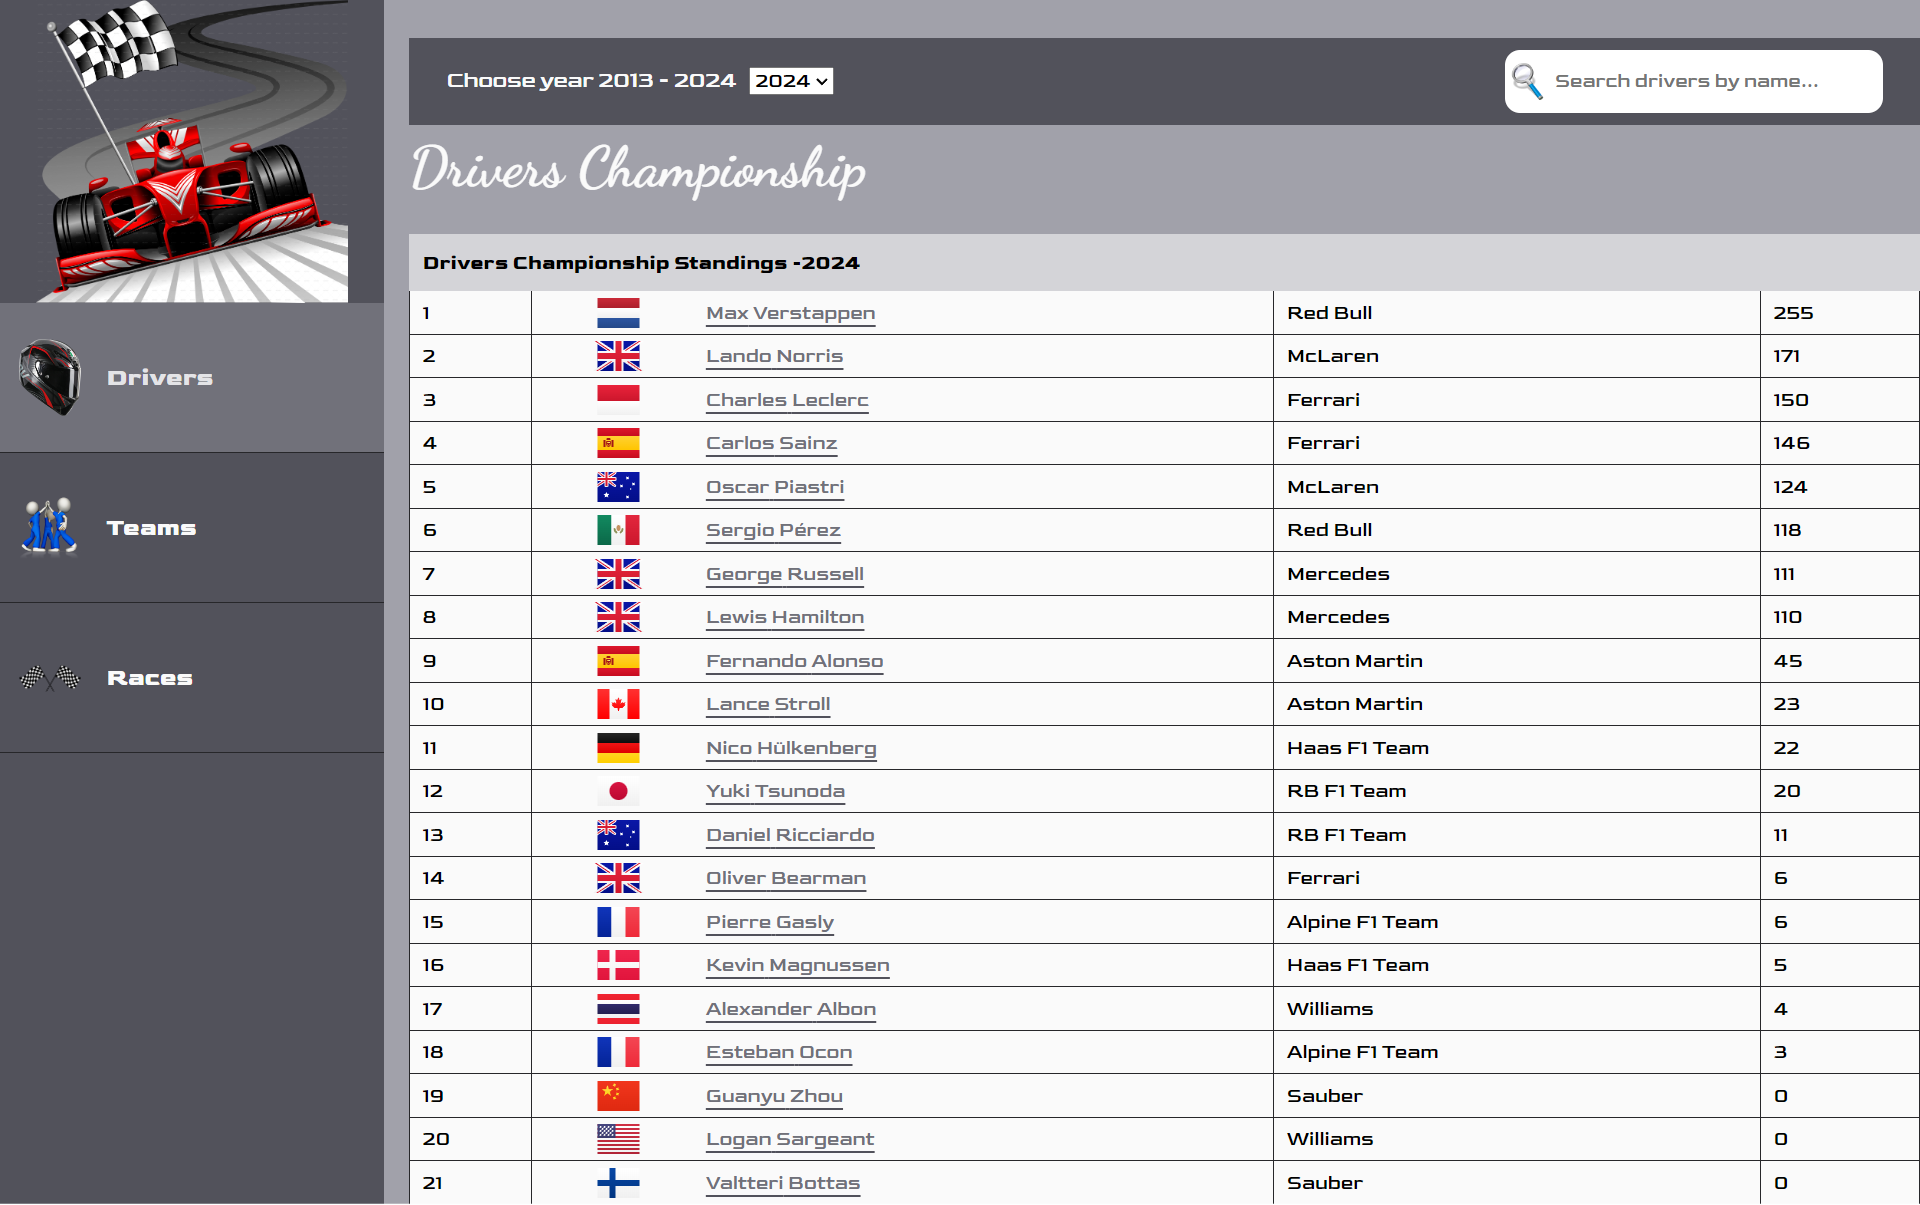 Choose year 2013 - 2024 2024
Search drivers by name...
Drivers Championship
Drivers
Teams
Races
Drivers Championship Standings -2024
1 Max Verstappen Red Bull 255
2 Lando Norris McLaren 171
3 Charles Leclerc Ferrari 150
4 Carlos Sainz Ferrari 146
5 Oscar Piastri McLaren 124
6 Sergio Pérez Red Bull 118
7 George Russell Mercedes 111
8 Lewis Hamilton Mercedes 110
9 Fernando Alonso Aston Martin 45
10 Lance Stroll Aston Martin 23
11 Nico Hülkenberg Haas F1 Team 22
12 Yuki Tsunoda RB F1 Team 20
13 Daniel Ricciardo RB F1 Team 11
14 Oliver Bearman Ferrari 6
15 Pierre Gasly Alpine F1 Team 6
16 Kevin Magnussen Haas F1 Team 5
17 Alexander Albon Williams 4
18 Esteban Ocon Alpine F1 Team 3
19 Guanyu Zhou Sauber 0
20 Logan Sargeant Williams 0
21 Valtteri Bottas Sauber 0